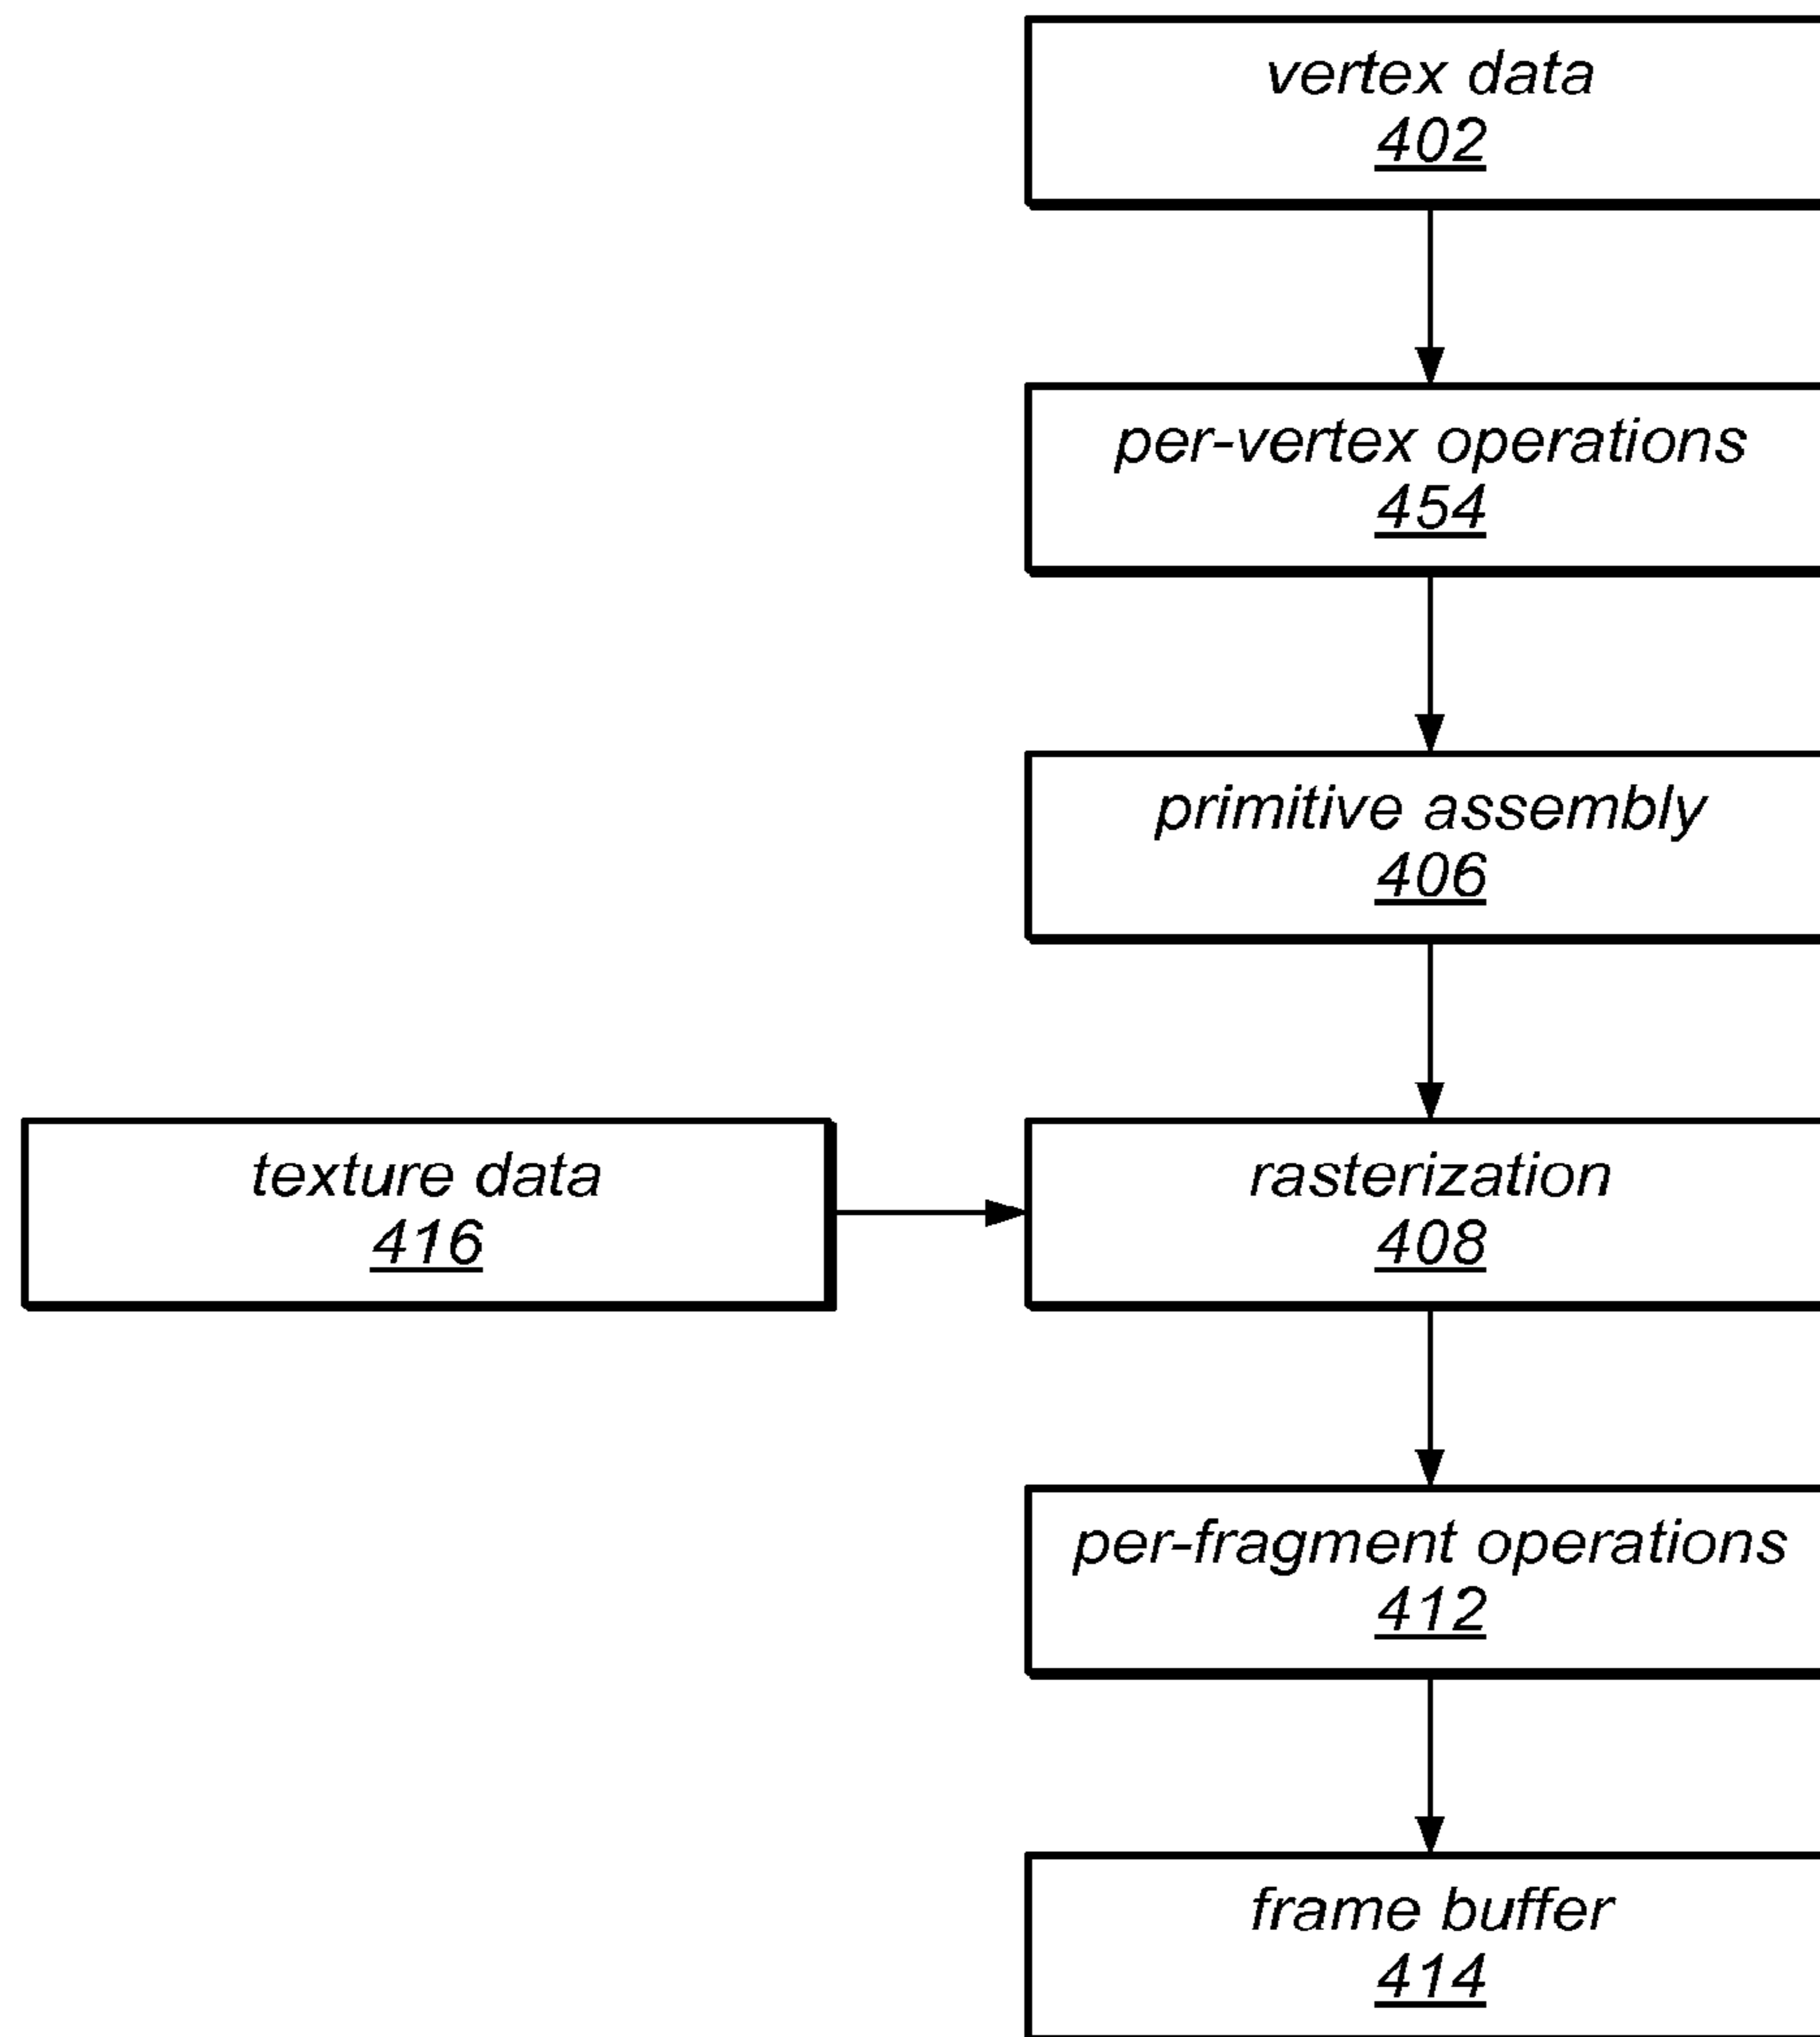 vertex data
402
per-vertex operations
454
primitive assembly
406
texture data
416
rasterization
408
per-fragment operations
412
frame buffer
414